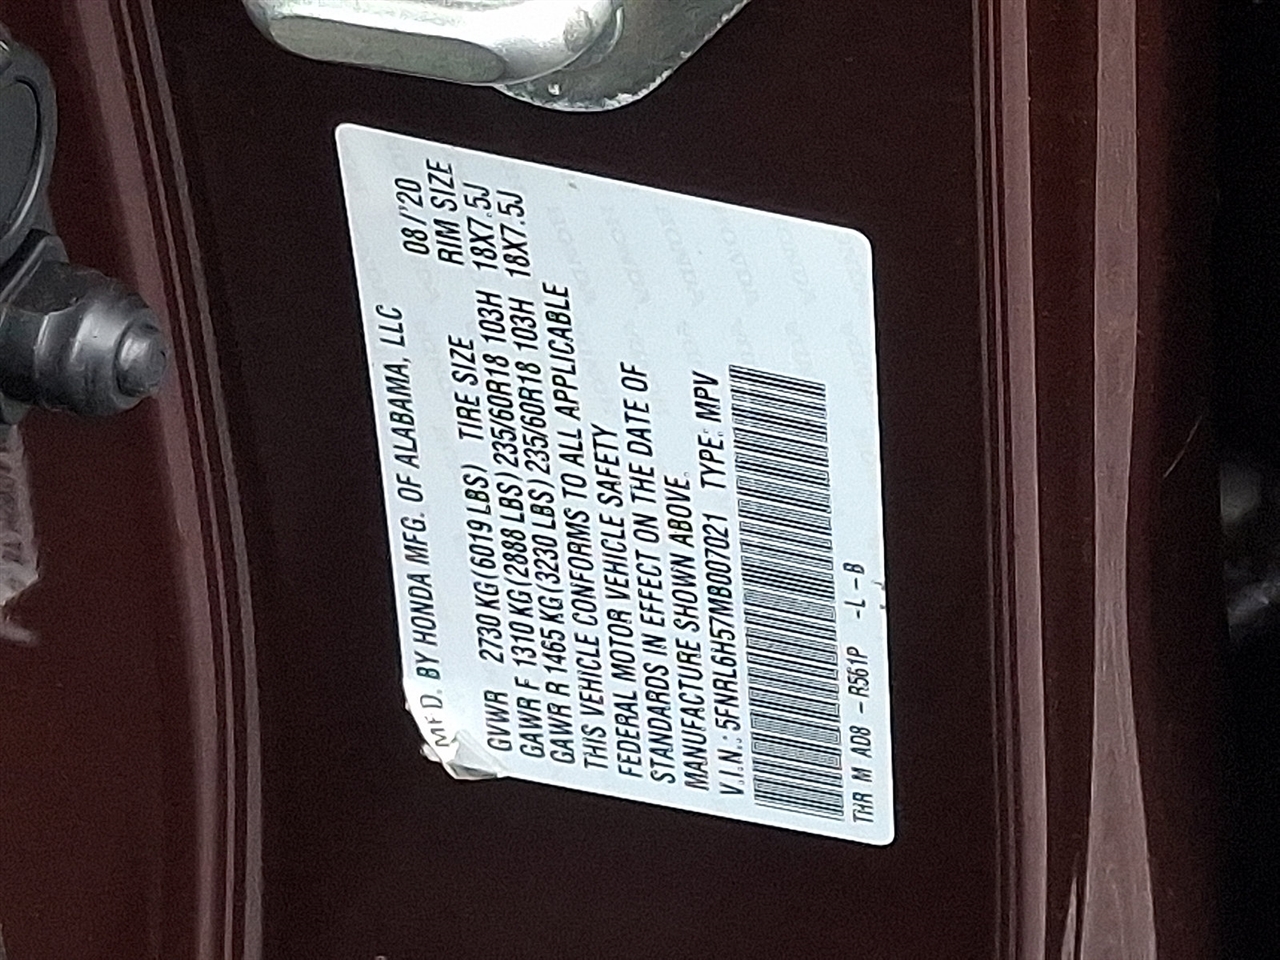 MFD. BY HONDA MFG. OF ALABAMA, LLC 08/'20
GVWR 2730 KG(6019 LBS) TIRE SIZE RIM SIZE
GAWR F 1310 KG(2888 LBS) 235/60R18 103H 18X7.5J
GAWR R 1465 KG(3230 LBS) 235/60R18 103H 18X7.5J
THIS VEHICLE CONFORMS TO ALL APPLICABLE
FEDERAL MOTOR VEHICLE SAFETY
STANDARDS IN EFFECT ON THE DATE OF
MANUFACTURE SHOWN ABOVE.
V.I.N.: 5FNRL6H57MB007021 TYPE: MPV
THR M AD8 -R561P -L-B